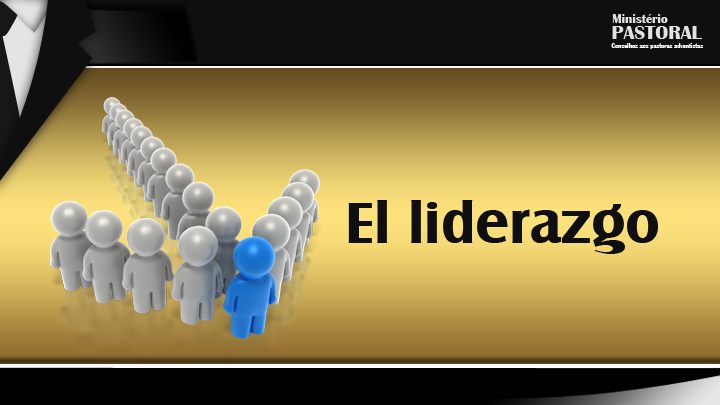 Ministério
PASTORAL
Conselhos aos pastores adventistas
El liderazgo